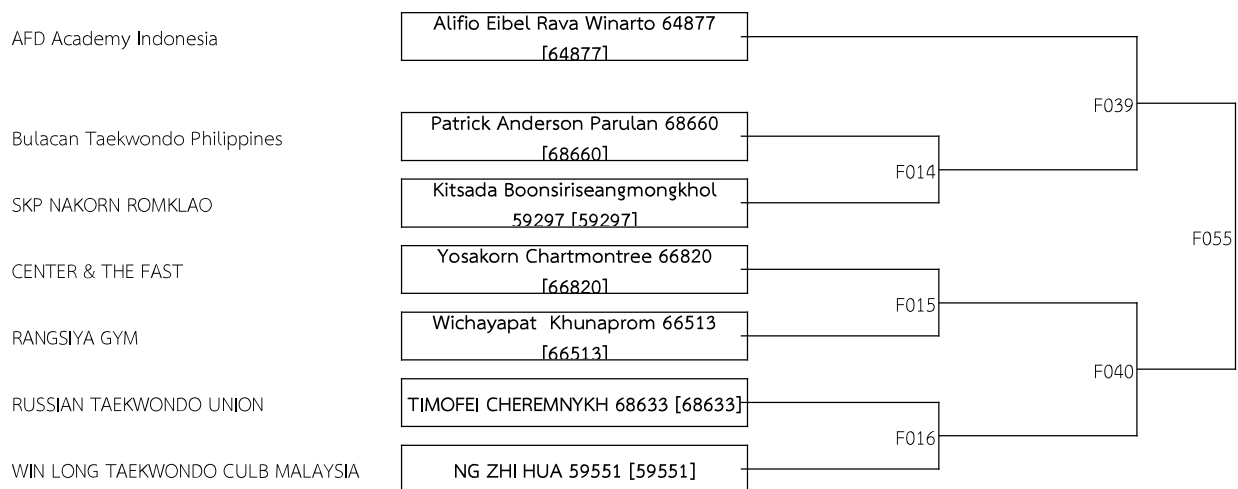 AFD Academy Indonesia
Alifio Eibel Rava Winarto 64877
[64877]
F039
Bulacan Taekwondo Philippines
Patrick Anderson Parulan 68660
[68660]
F014
SKP NAKORN ROMKLAO
Kitsada Boonsiriseangmongkhol
59297 [59297]
F055
CENTER & THE FAST
Yosakorn Chartmontree 66820
[66820]
F015
RANGSIYA GYM
Wichayapat Khunaprom 66513
[66513]
F040
RUSSIAN TAEKWONDO UNION
TIMOFEI CHEREMNYKH 68633 [68633]
F016
WIN LONG TAEKWONDO CULB MALAYSIA
NG ZHI HUA 59551 [59551]